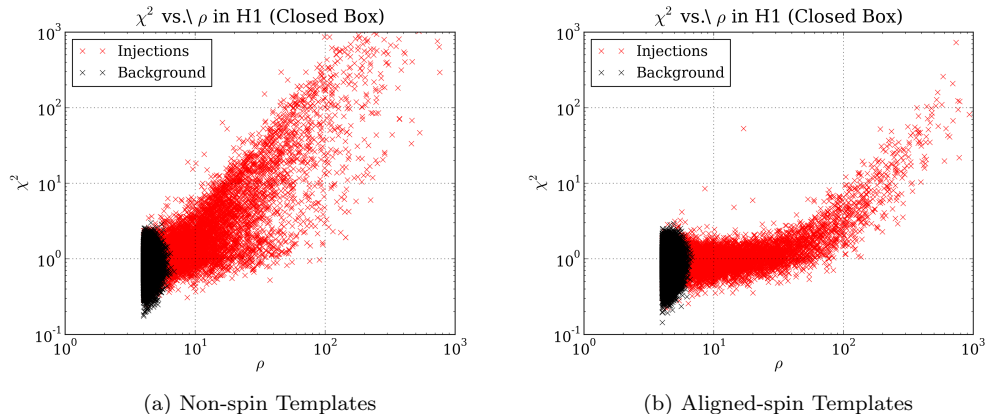 χ² vs.\ ρ in H1 (Closed Box)
10³
10²
10¹
10⁰
10⁻¹
χ²
Injections
Background
10⁰
10¹
10²
10³
ρ
(a) Non-spin Templates
χ² vs.\ ρ in H1 (Closed Box)
10³
10²
10¹
10⁰
10⁻¹
χ²
Injections
Background
10⁰
10¹
10²
10³
ρ
(b) Aligned-spin Templates